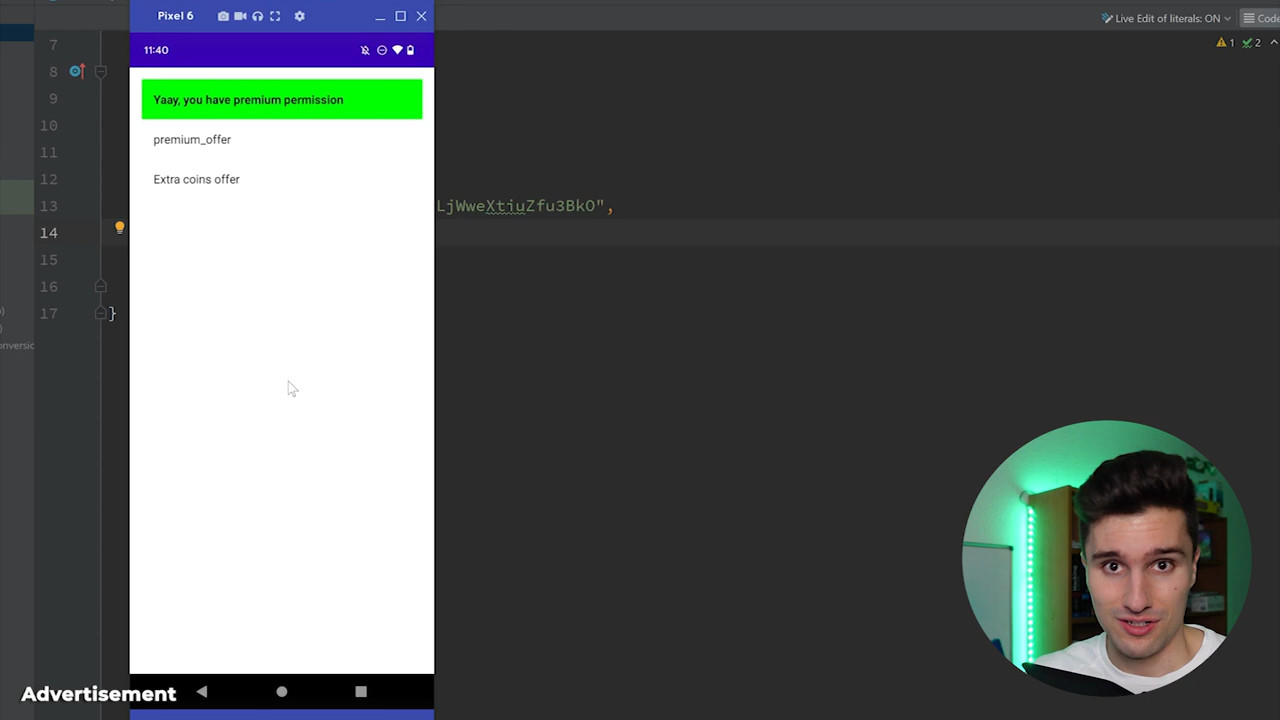 Pixel 6
Live Edit of literals: ON
Code
11:40
1
2
7
8
9
10
11
12
13
LjWweXtiuZfu3BkO",
14
15
16
17
}
Yaay, you have premium permission
premium_offer
Extra coins offer
onversio
Advertisement